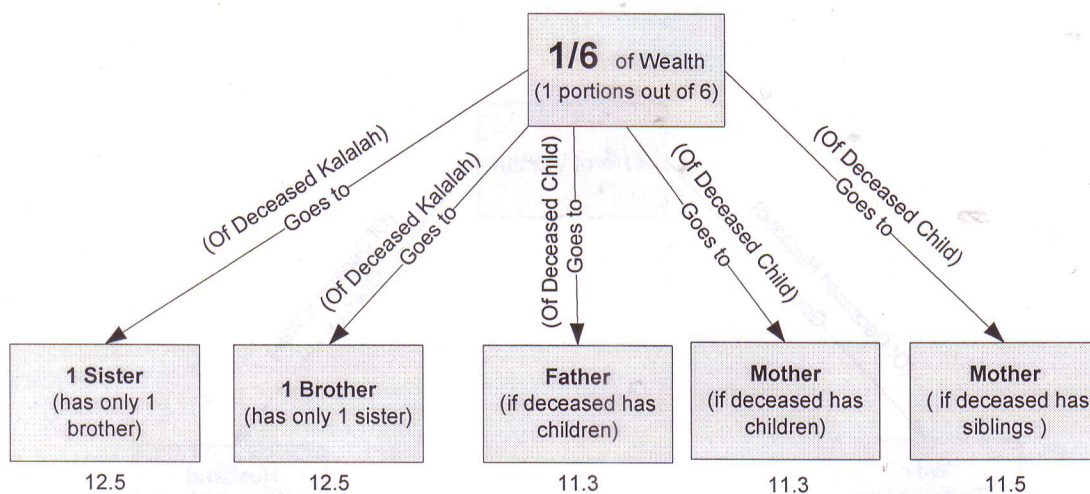 1/6 of Wealth
(1 portions out of 6)
(Of Deceased Kalalah)
Goes to
(Of Deceased Kalalah)
Goes to
(Of Deceased Child)
Goes to
(Of Deceased Child)
Goes to
(Of Deceased Child)
Goes to
1 Sister
(has only 1
brother)
1 Brother
(has only 1 sister)
Father
(if deceased has
children)
Mother
(if deceased has
children)
Mother
( if deceased has
siblings )
12.5
12.5
11.3
11.3
11.5